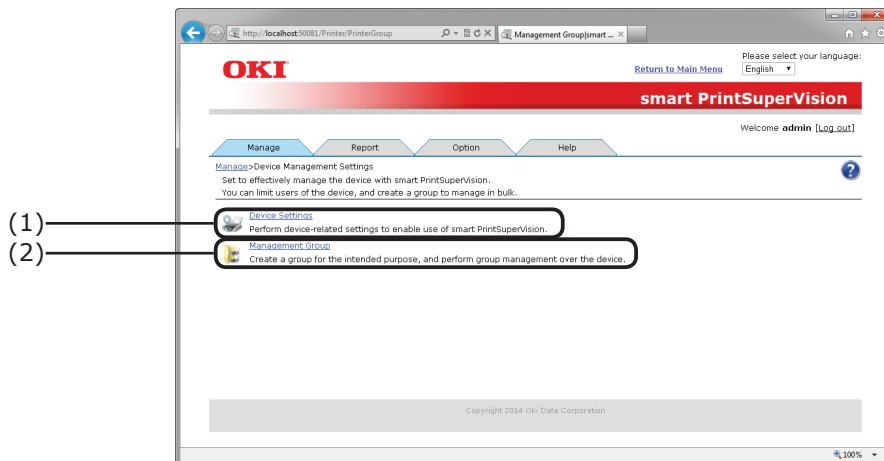 http://localhost:50081/Printer/PrinterGroup
Management Group|smart ...
OKI
Return to Main Menu
Please select your language:
English
smart PrintSuperVision
Welcome admin [Log out]
Manage
Report
Option
Help
Manage>Device Management Settings
Set to effectively manage the device with smart PrintSuperVision.
You can limit users of the device, and create a group to manage in bulk.
(1)
Device Settings
Perform device-related settings to enable use of smart PrintSuperVision.
(2)
Management Group
Create a group for the intended purpose, and perform group management over the device.
Copyright 2014 Oki Data Corporation
100%